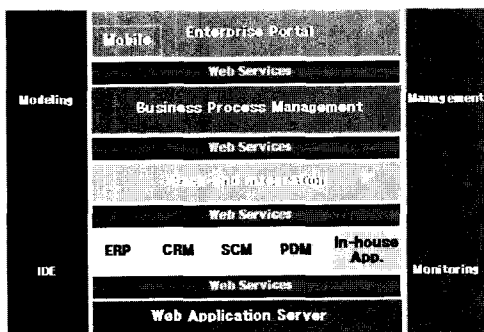 Mobile
Enterprise Portal
Web Services
Modeling
Business Process Management
Management
Web Services
Web Services
ERP CRM SCM PDM In-house App.
IDE
Monitoring
Web Services
Web Application Server